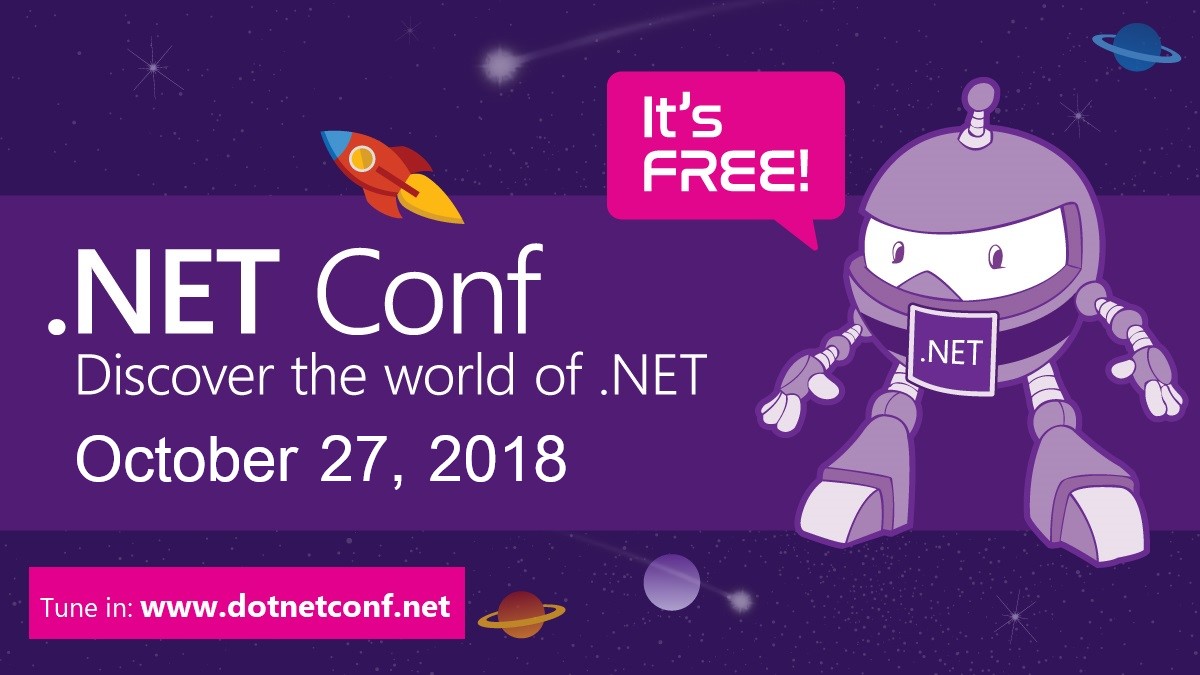 It's
FREE!
.NET Conf
Discover the world of .NET
October 27, 2018
.NET
Tune in: www.dotnetconf.net